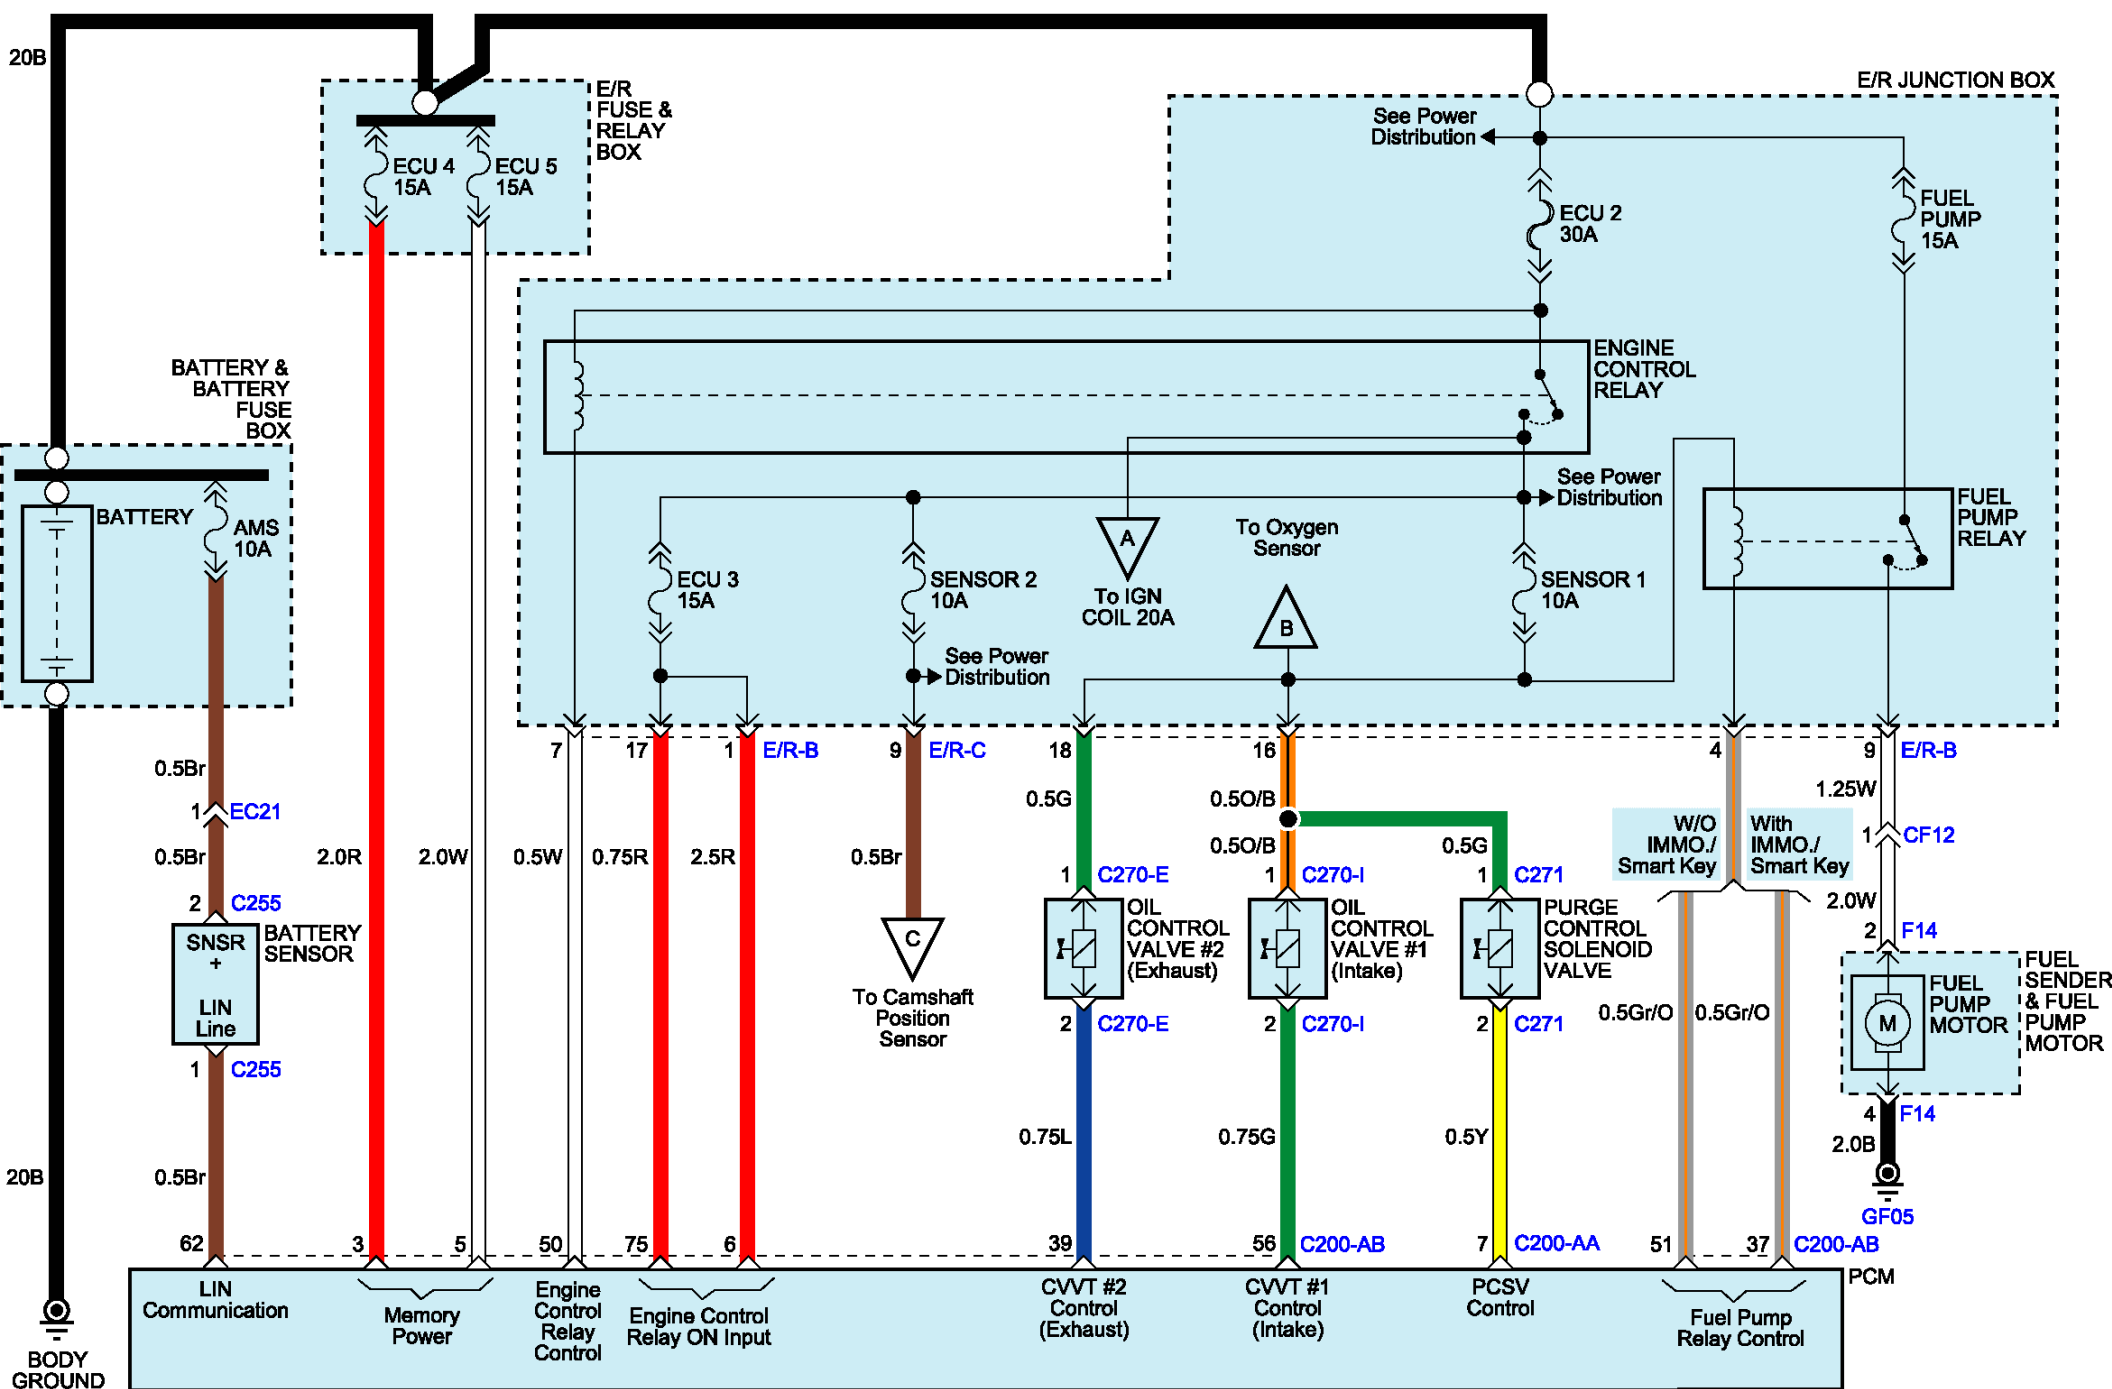 20B
E/R
FUSE &
RELAY
BOX
ECU 4
15A
ECU 5
15A
E/R JUNCTION BOX
See Power
Distribution
ECU 2
30A
FUEL
PUMP
15A
BATTERY &
BATTERY
FUSE
BOX
ENGINE
CONTROL
RELAY
BATTERY
AMS
10A
See Power
Distribution
FUEL
PUMP
RELAY
ECU 3
15A
SENSOR 2
10A
A
To IGN
COIL 20A
To Oxygen
Sensor
B
SENSOR 1
10A
See Power
Distribution
7
17
1
E/R-B
9
E/R-C
18
16
4
9
E/R-B
0.5Br
1
EC21
0.5Br
2
C255
SNSR
+
LIN
Line
BATTERY
SENSOR
1
C255
0.5Br
20B
2.0R
2.0W
0.5W
0.75R
2.5R
0.5Br
C
To Camshaft
Position
Sensor
0.5G
0.5O/B
0.5O/B
0.5G
1
C270-E
1
C270-I
1
C271
OIL
CONTROL
VALVE #2
(Exhaust)
OIL
CONTROL
VALVE #1
(Intake)
PURGE
CONTROL
SOLENOID
VALVE
2
C270-E
2
C270-I
2
C271
0.75L
0.75G
0.5Y
W/O
IMMO./
Smart Key
With
IMMO./
Smart Key
0.5Gr/O
0.5Gr/O
1.25W
1
CF12
2.0W
2
F14
FUEL
PUMP
MOTOR
M
FUEL
SENDER
& FUEL
PUMP
MOTOR
4
F14
2.0B
GF05
62
3
5
50
75
6
39
56
C200-AB
7
C200-AA
51
37
C200-AB
PCM
LIN
Communication
Memory
Power
Engine
Control
Relay
Control
Engine Control
Relay ON Input
CVVT #2
Control
(Exhaust)
CVVT #1
Control
(Intake)
PCSV
Control
Fuel Pump
Relay Control
BODY
GROUND